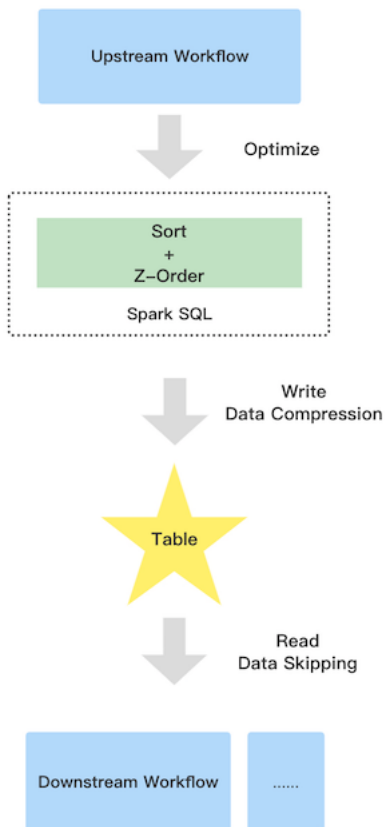 Upstream Workflow
Optimize
Sort
+
Z-Order
Spark SQL
Write
Data Compression
Table
Read
Data Skipping
Downstream Workflow
......